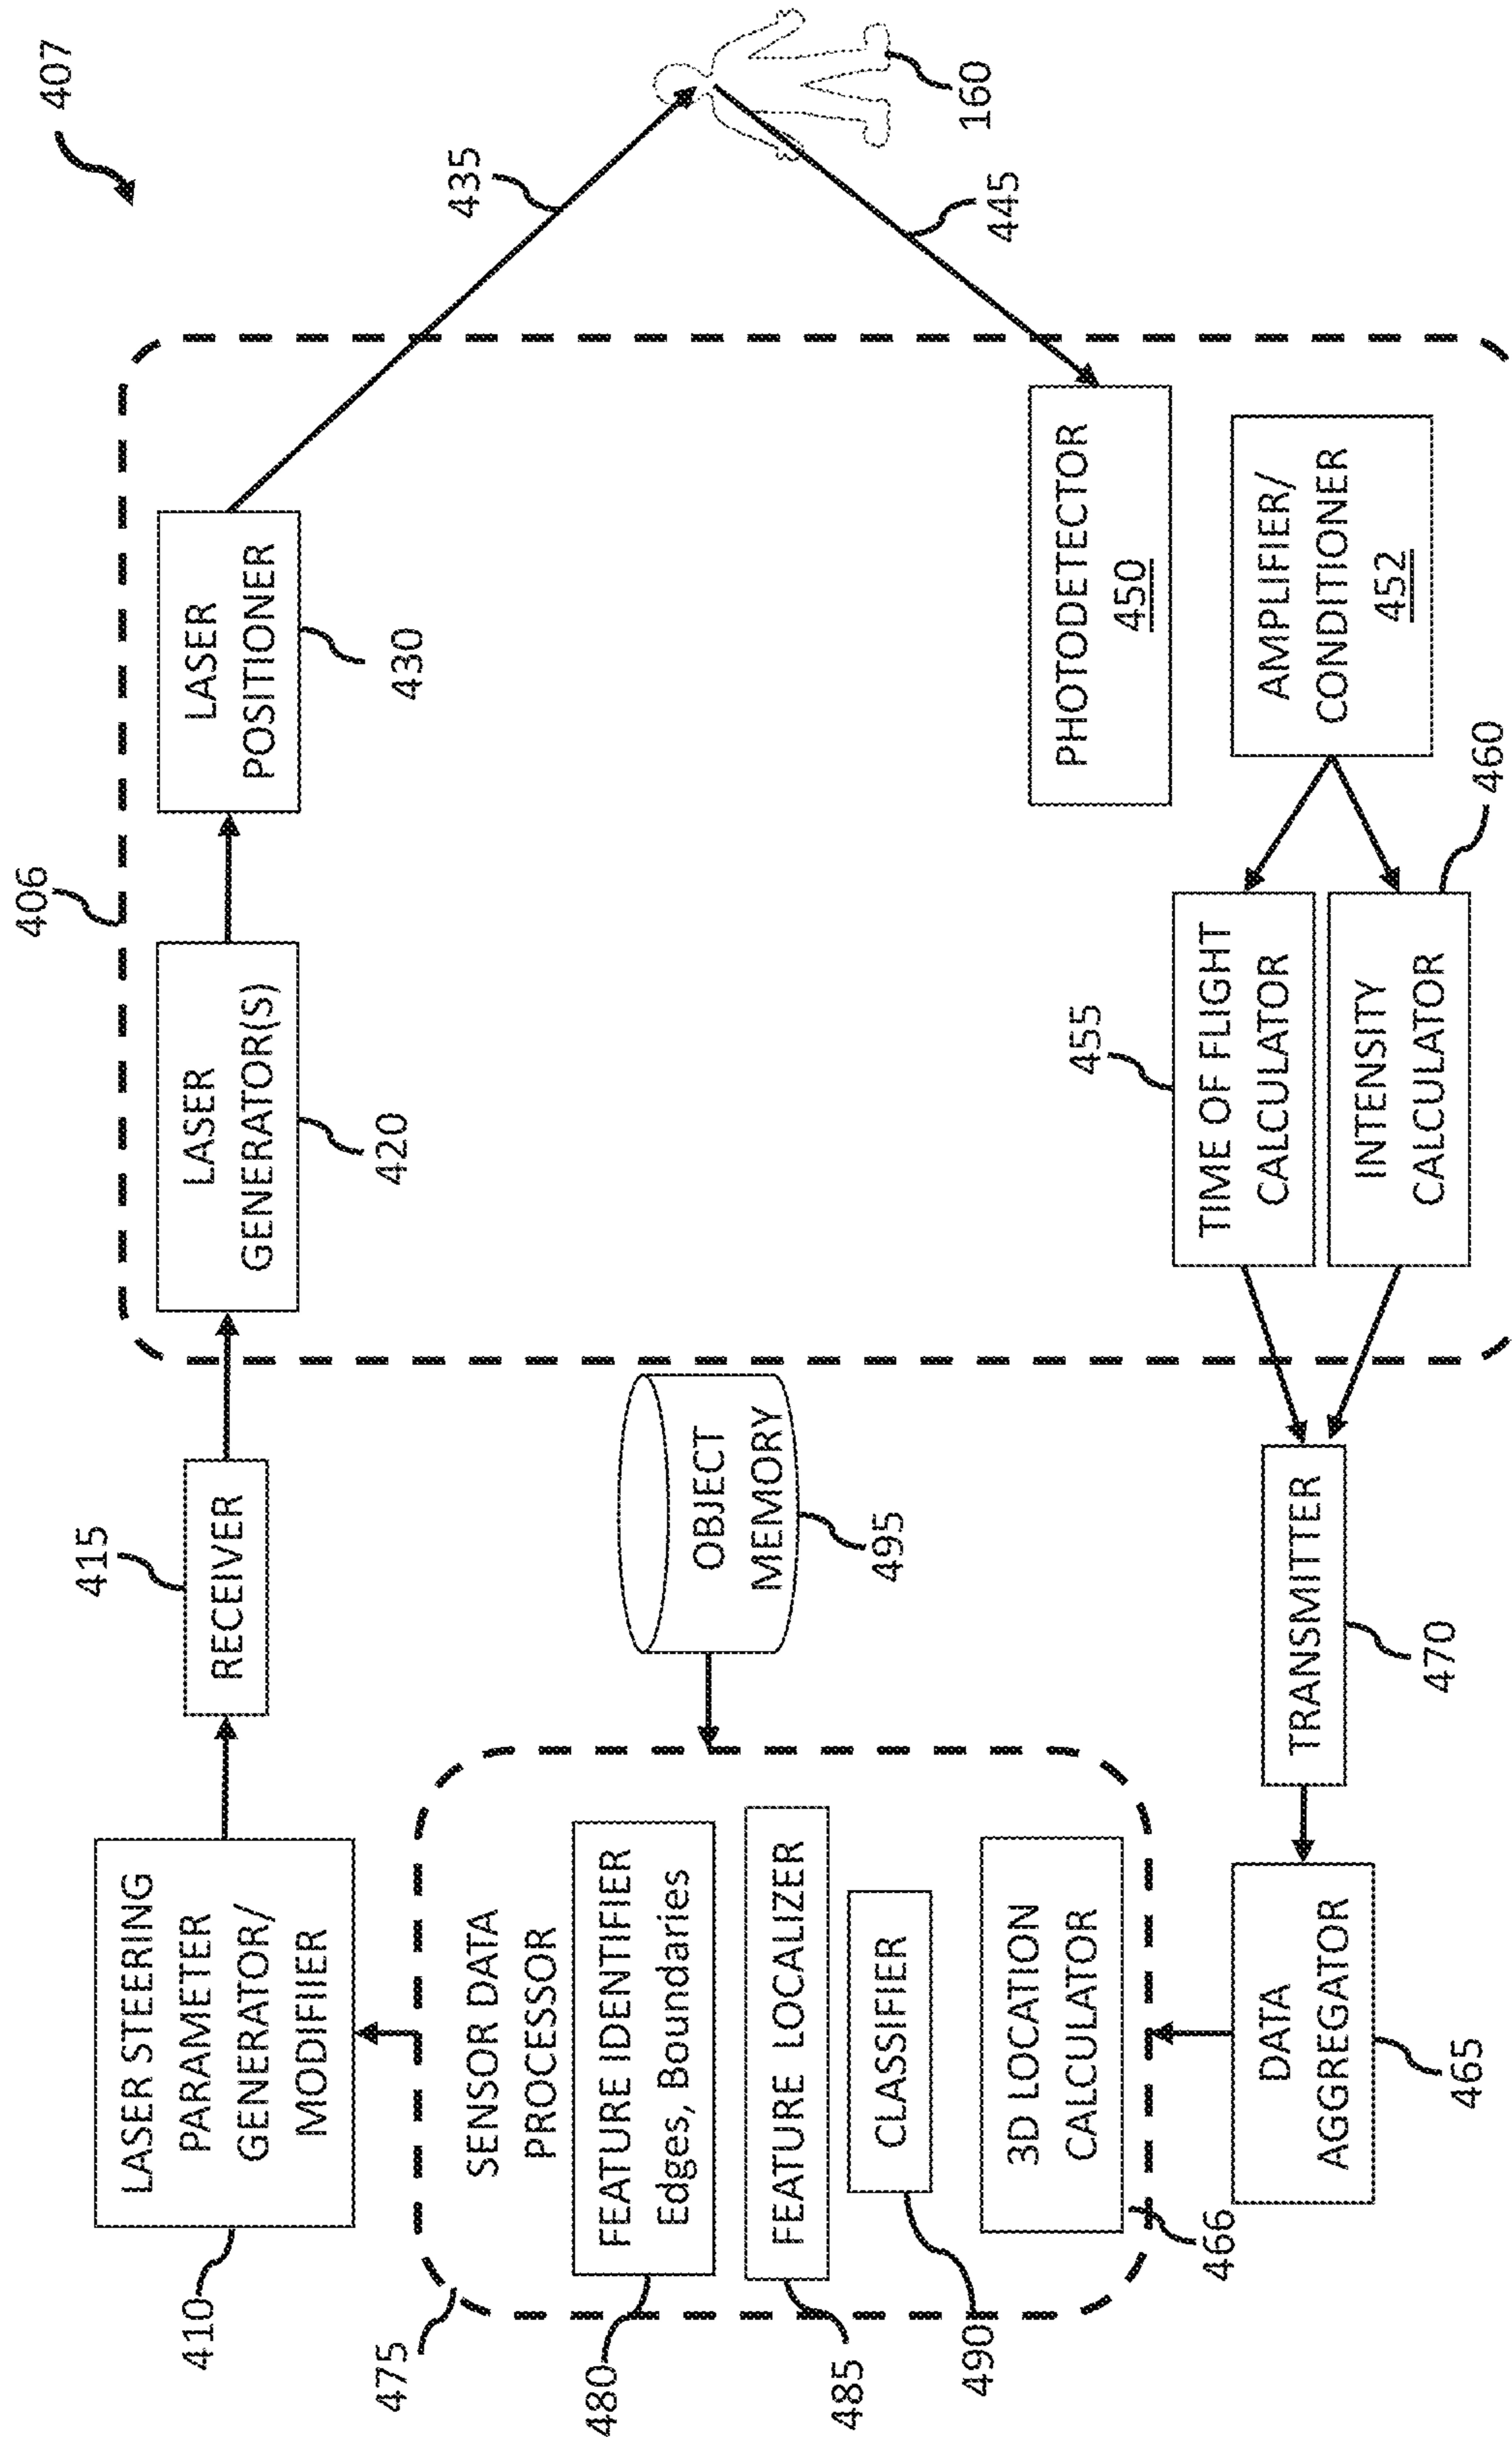 407
406
410
LASER STEERING
PARAMETER
GENERATOR/
MODIFIER
415
RECEIVER
LASER
GENERATOR(S)
420
LASER
POSITIONER
430
435
160
445
475
SENSOR DATA
PROCESSOR
FEATURE IDENTIFIER
Edges, Boundaries
480
FEATURE LOCALIZER
485
CLASSIFIER
490
3D LOCATION
CALCULATOR
466
OBJECT
MEMORY
495
PHOTODETECTOR
450
AMPLIFIER/
CONDITIONER
452
455
TIME OF FLIGHT
CALCULATOR
INTENSITY
CALCULATOR
460
TRANSMITTER
470
DATA
AGGREGATOR
465